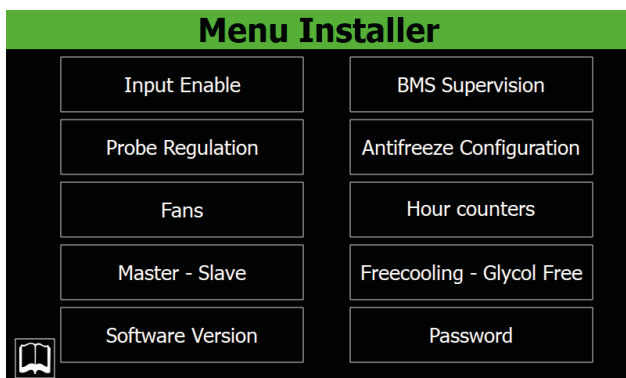 Menu Installer
Input Enable
BMS Supervision
Probe Regulation
Antifreeze Configuration
Fans
Hour counters
Master - Slave
Freecooling - Glycol Free
Software Version
Password